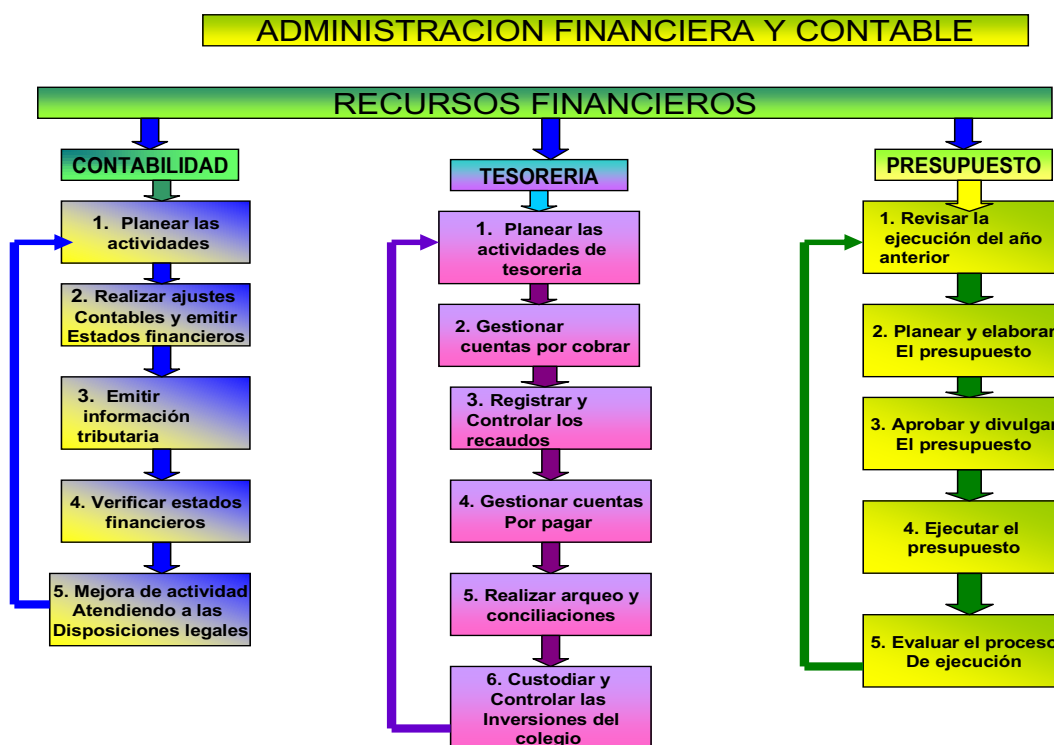 ADMINISTRACION FINANCIERA Y CONTABLE
RECURSOS FINANCIEROS
CONTABILIDAD
1. Planear las
actividades
2. Realizar ajustes
Contables y emitir
Estados financieros
3. Emitir
información
tributaria
4. Verificar estados
financieros
5. Mejora de actividad
Atendiendo a las
Disposiciones legales
TESORERIA
1. Planear las
actividades de
tesoreria
2. Gestionar
cuentas por cobrar
3. Registrar y
Controlar los
recaudos
4. Gestionar cuentas
Por pagar
5. Realizar arqueo y
conciliaciones
6. Custodiar y
Controlar las
Inversiones del
colegio
PRESUPUESTO
1. Revisar la
ejecución del año
anterior
2. Planear y elaborar
El presupuesto
3. Aprobar y divulgar
El presupuesto
4. Ejecutar el
presupuesto
5. Evaluar el proceso
De ejecución